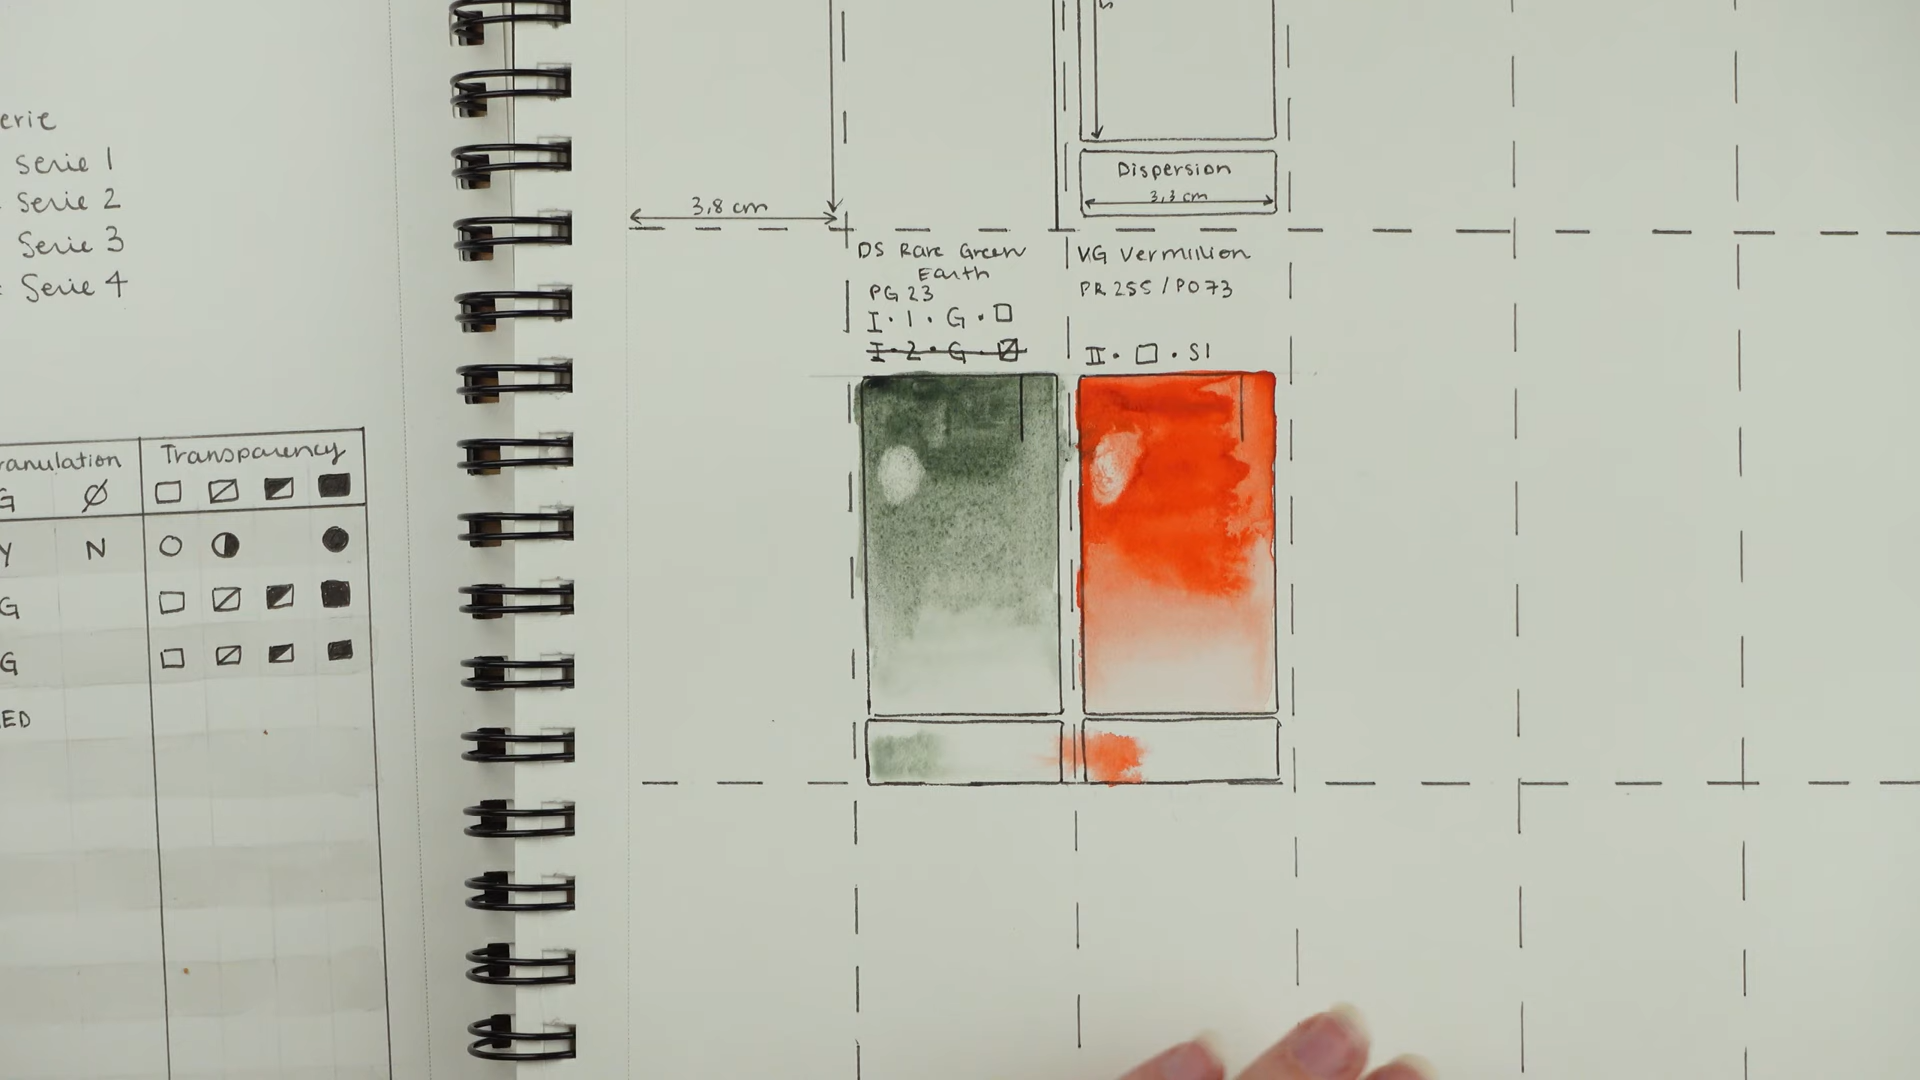 erie
serie 1
Serie 2
Serie 3
Serie 4
ranulation Transparency
G Ø
Y N
G
G
ED
Dispersion
3,3 cm
3,8 cm
DS Rare Green
Earth
PG 23
I · 1 · G · □
I · 2 · G · ⧄
VG Vermillion
PR 255 / PO 73
II · □ · S1